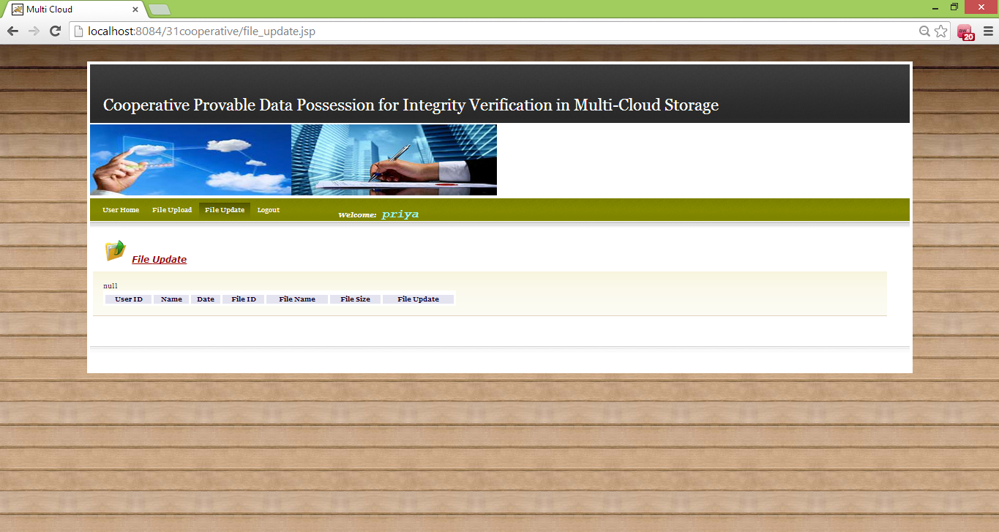 Multi Cloud
localhost:8084/31cooperative/file_update.jsp
20
Cooperative Provable Data Possession for Integrity Verification in Multi-Cloud Storage
User Home File Upload File Update Logout Welcome: priya
File Update
null
User ID Name Date File ID File Name File Size File Update